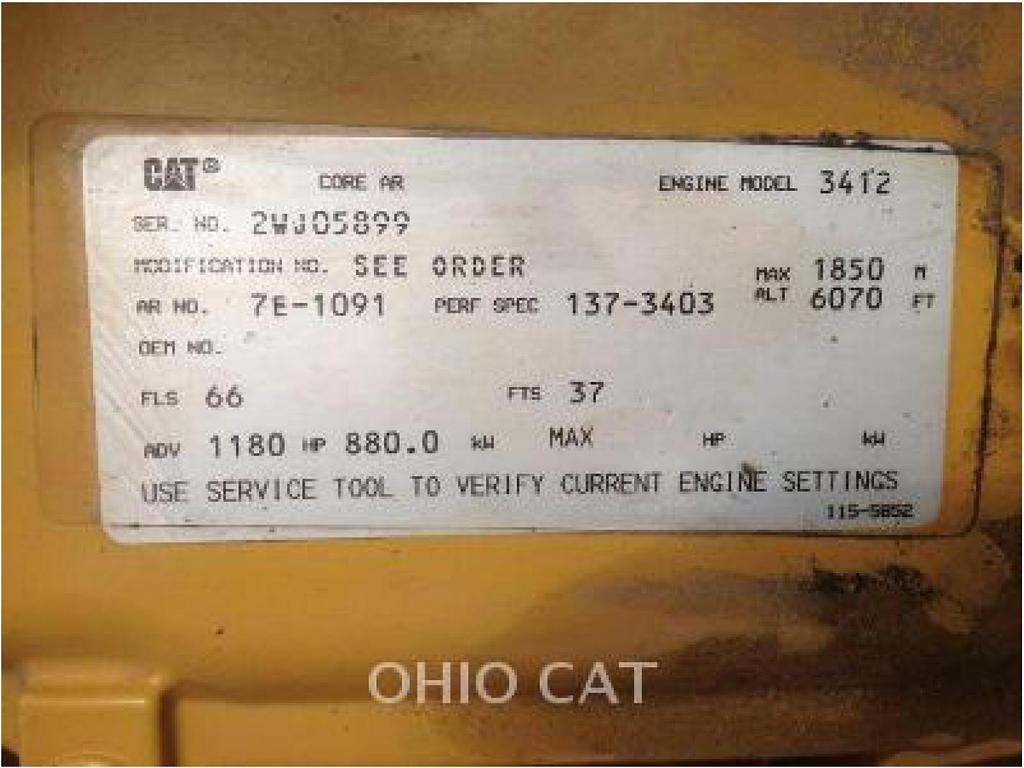 CAT® CORE AR ENGINE MODEL 3412
SER. NO. 2WJ05899
MODIFICATION NO. SEE ORDER MAX 1850 M
AR NO. 7E-1091 PERF SPEC 137-3403 ALT 6070 FT
OEM NO.
FLS 66 FTS 37
ADV 1180 HP 880.0 kW MAX HP kW
USE SERVICE TOOL TO VERIFY CURRENT ENGINE SETTINGS
115-5852
OHIO CAT